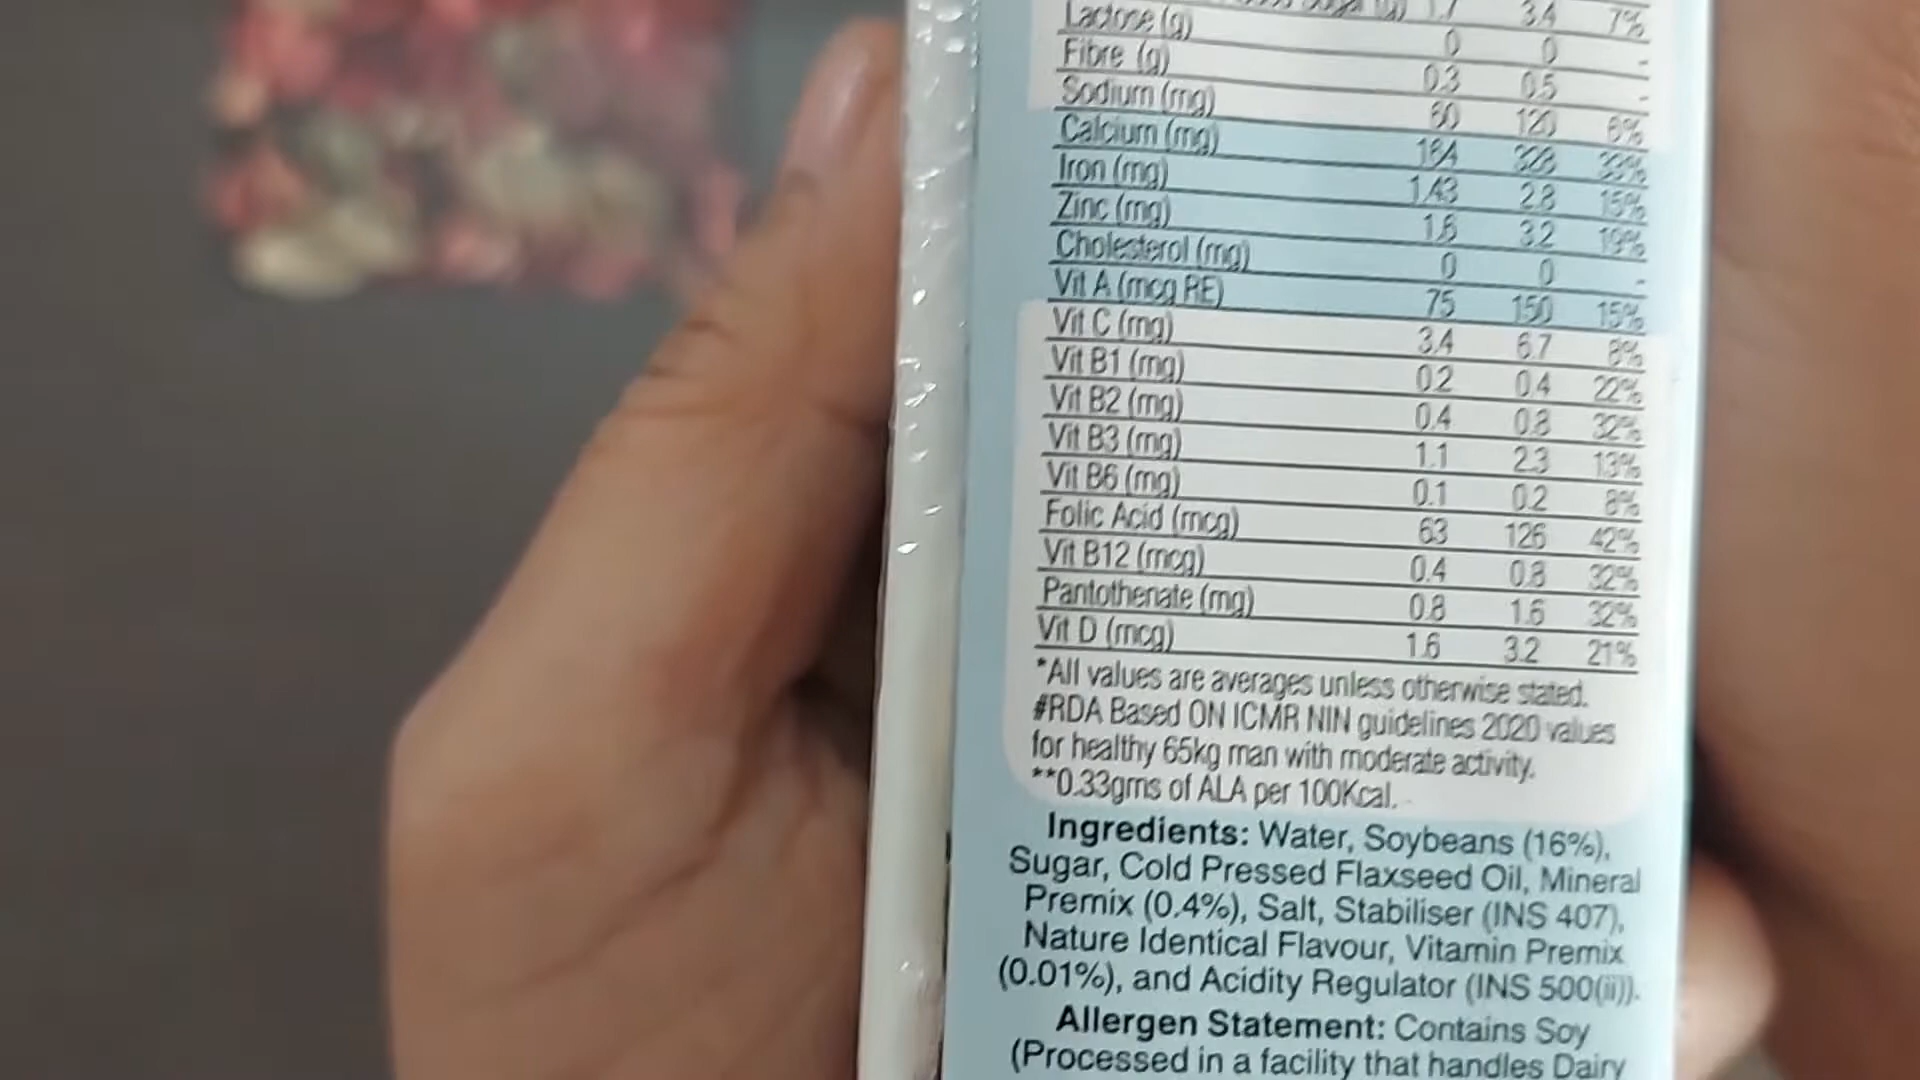 Sugar (g) 1.7 3.4 7%
Lactose (g) 0 0 -
Fibre (g) 0.3 0.5 -
Sodium (mg) 60 120 6%
Calcium (mg) 164 328 33%
Iron (mg) 1.43 2.8 15%
Zinc (mg) 1.6 3.2 19%
Cholesterol (mg) 0 0 -
Vit A (mcg RE) 75 150 15%
Vit C (mg) 3.4 6.7 8%
Vit B1 (mg) 0.2 0.4 22%
Vit B2 (mg) 0.4 0.8 32%
Vit B3 (mg) 1.1 2.3 13%
Vit B6 (mg) 0.1 0.2 8%
Folic Acid (mcg) 63 126 42%
Vit B12 (mcg) 0.4 0.8 32%
Pantothenate (mg) 0.8 1.6 32%
Vit D (mcg) 1.6 3.2 21%
*All values are averages unless otherwise stated.
#RDA Based ON ICMR NIN guidelines 2020 values
for healthy 65kg man with moderate activity.
**0.33gms of ALA per 100Kcal.
Ingredients: Water, Soybeans (16%),
Sugar, Cold Pressed Flaxseed Oil, Mineral
Premix (0.4%), Salt, Stabiliser (INS 407),
Nature Identical Flavour, Vitamin Premix
(0.01%), and Acidity Regulator (INS 500(ii)).
Allergen Statement: Contains Soy
(Processed in a facility that handles Dairy